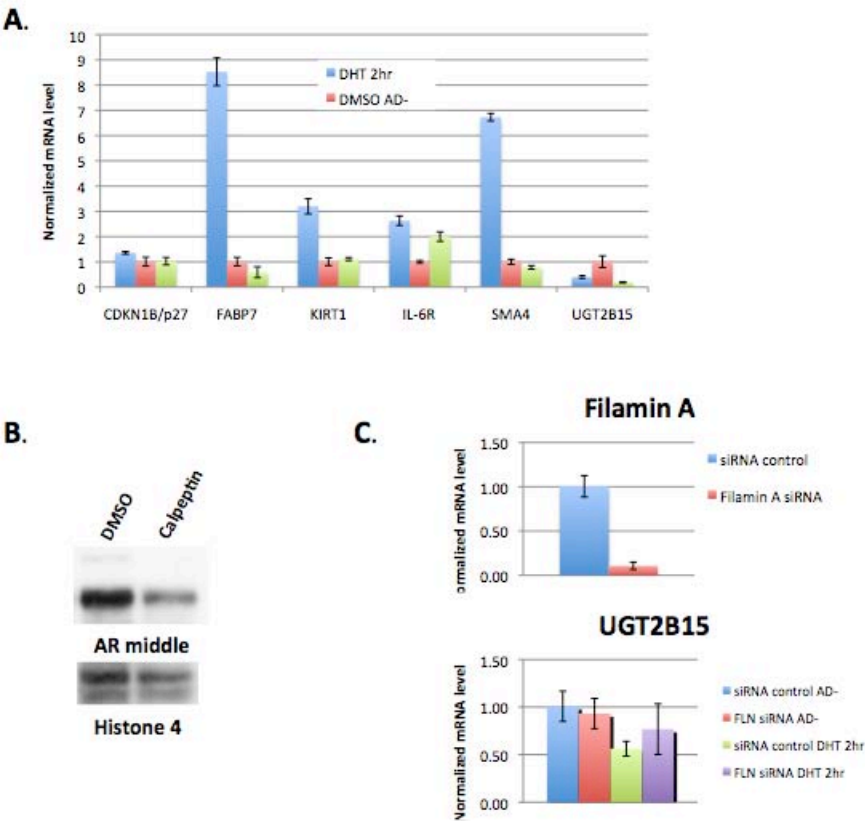 A.
10
9
8
7
6
5
4
3
2
1
0
Normalized mRNA level
DHT 2hr
DMSO AD-
CDKN1B/p27 FABP7 KIRT1 IL-6R SMA4 UGT2B15
B.
DMSO
Calpeptin
AR middle
Histone 4
C.
Filamin A
1.50
1.00
0.50
0.00
ormalized mRNA level
siRNA control
Filamin A siRNA
UGT2B15
1.50
1.00
0.50
0.00
Normalized mRNA level
siRNA control AD-
FLN siRNA AD-
siRNA control DHT 2hr
FLN siRNA DHT 2hr